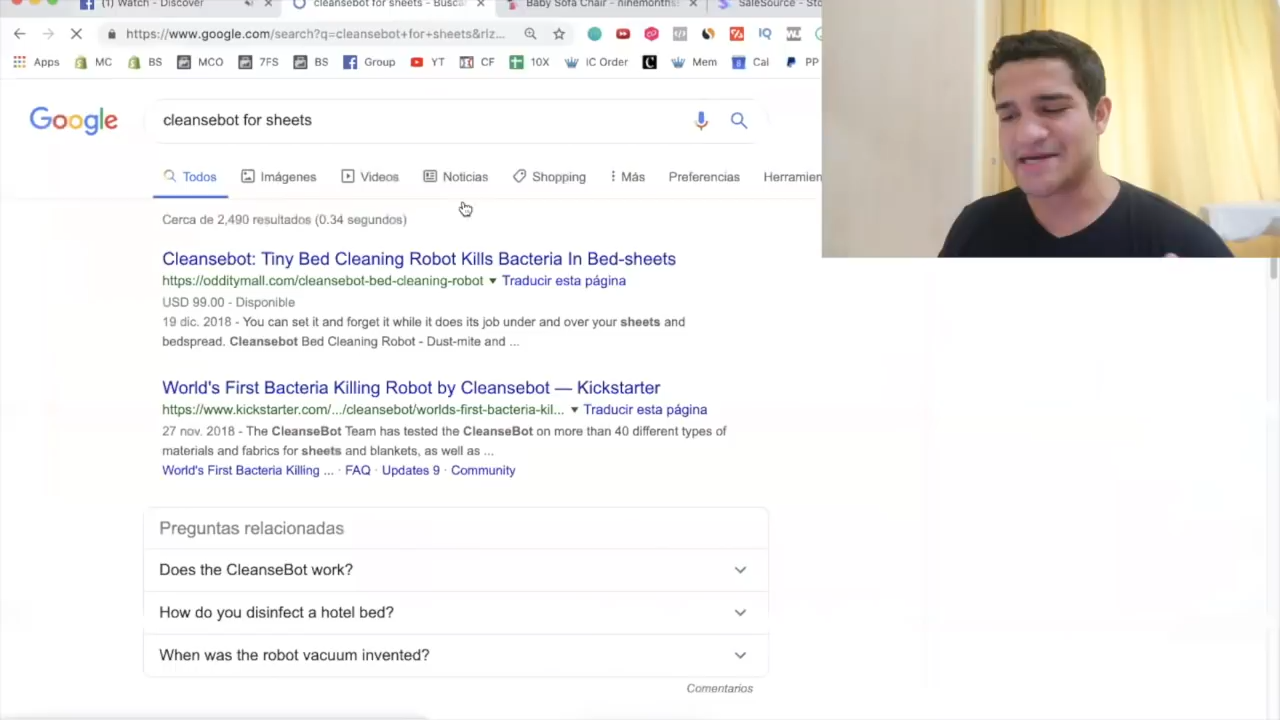 (1) Watch - Discover
cleansebot for sheets - Busca
Baby Sofa Chair - ninemonths
SaleSource - Sto
https://www.google.com/search?q=cleansebot+for+sheets&rlz...
Apps MC BS MCO 7FS BS Group YT CF 10X IC Order Mem Cal PP
Google
cleansebot for sheets
Todos Imágenes Videos Noticias Shopping Más Preferencias Herramien
Cerca de 2,490 resultados (0.34 segundos)
Cleansebot: Tiny Bed Cleaning Robot Kills Bacteria In Bed-sheets
https://odditymall.com/cleansebot-bed-cleaning-robot Traducir esta página
USD 99.00 - Disponible
19 dic. 2018 - You can set it and forget it while it does its job under and over your sheets and
bedspread. Cleansebot Bed Cleaning Robot - Dust-mite and ...
World's First Bacteria Killing Robot by Cleansebot — Kickstarter
https://www.kickstarter.com/.../cleansebot/worlds-first-bacteria-kil... Traducir esta página
27 nov. 2018 - The CleanseBot Team has tested the CleanseBot on more than 40 different types of
materials and fabrics for sheets and blankets, as well as ...
World's First Bacteria Killing ... · FAQ · Updates 9 · Community
Preguntas relacionadas
Does the CleanseBot work?
How do you disinfect a hotel bed?
When was the robot vacuum invented?
Comentarios